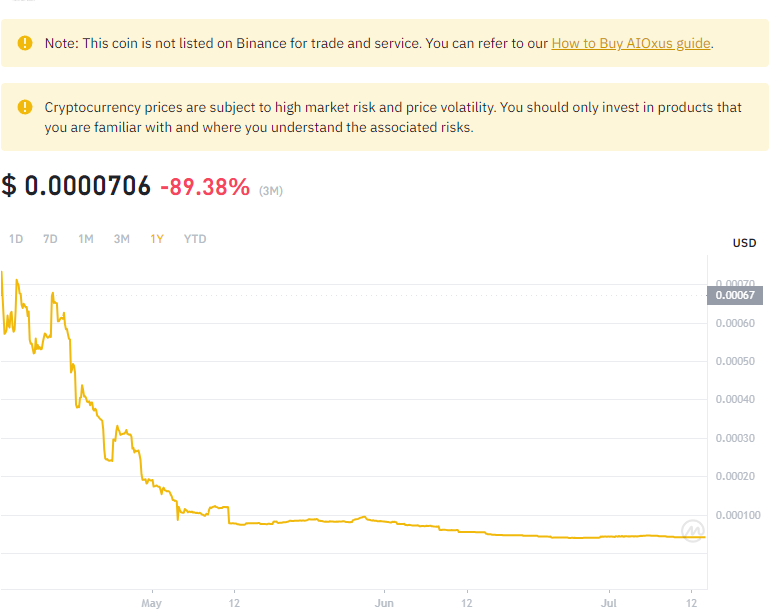 Note: This coin is not listed on Binance for trade and service. You can refer to our How to Buy AIOxus guide.
Cryptocurrency prices are subject to high market risk and price volatility. You should only invest in products that
you are familiar with and where you understand the associated risks.
$ 0.0000706 -89.38% (3M)
1D 7D 1M 3M 1Y YTD
USD
0.00070
0.00067
0.00060
0.00050
0.00040
0.00030
0.00020
0.000100
May 12 Jun 12 Jul 12